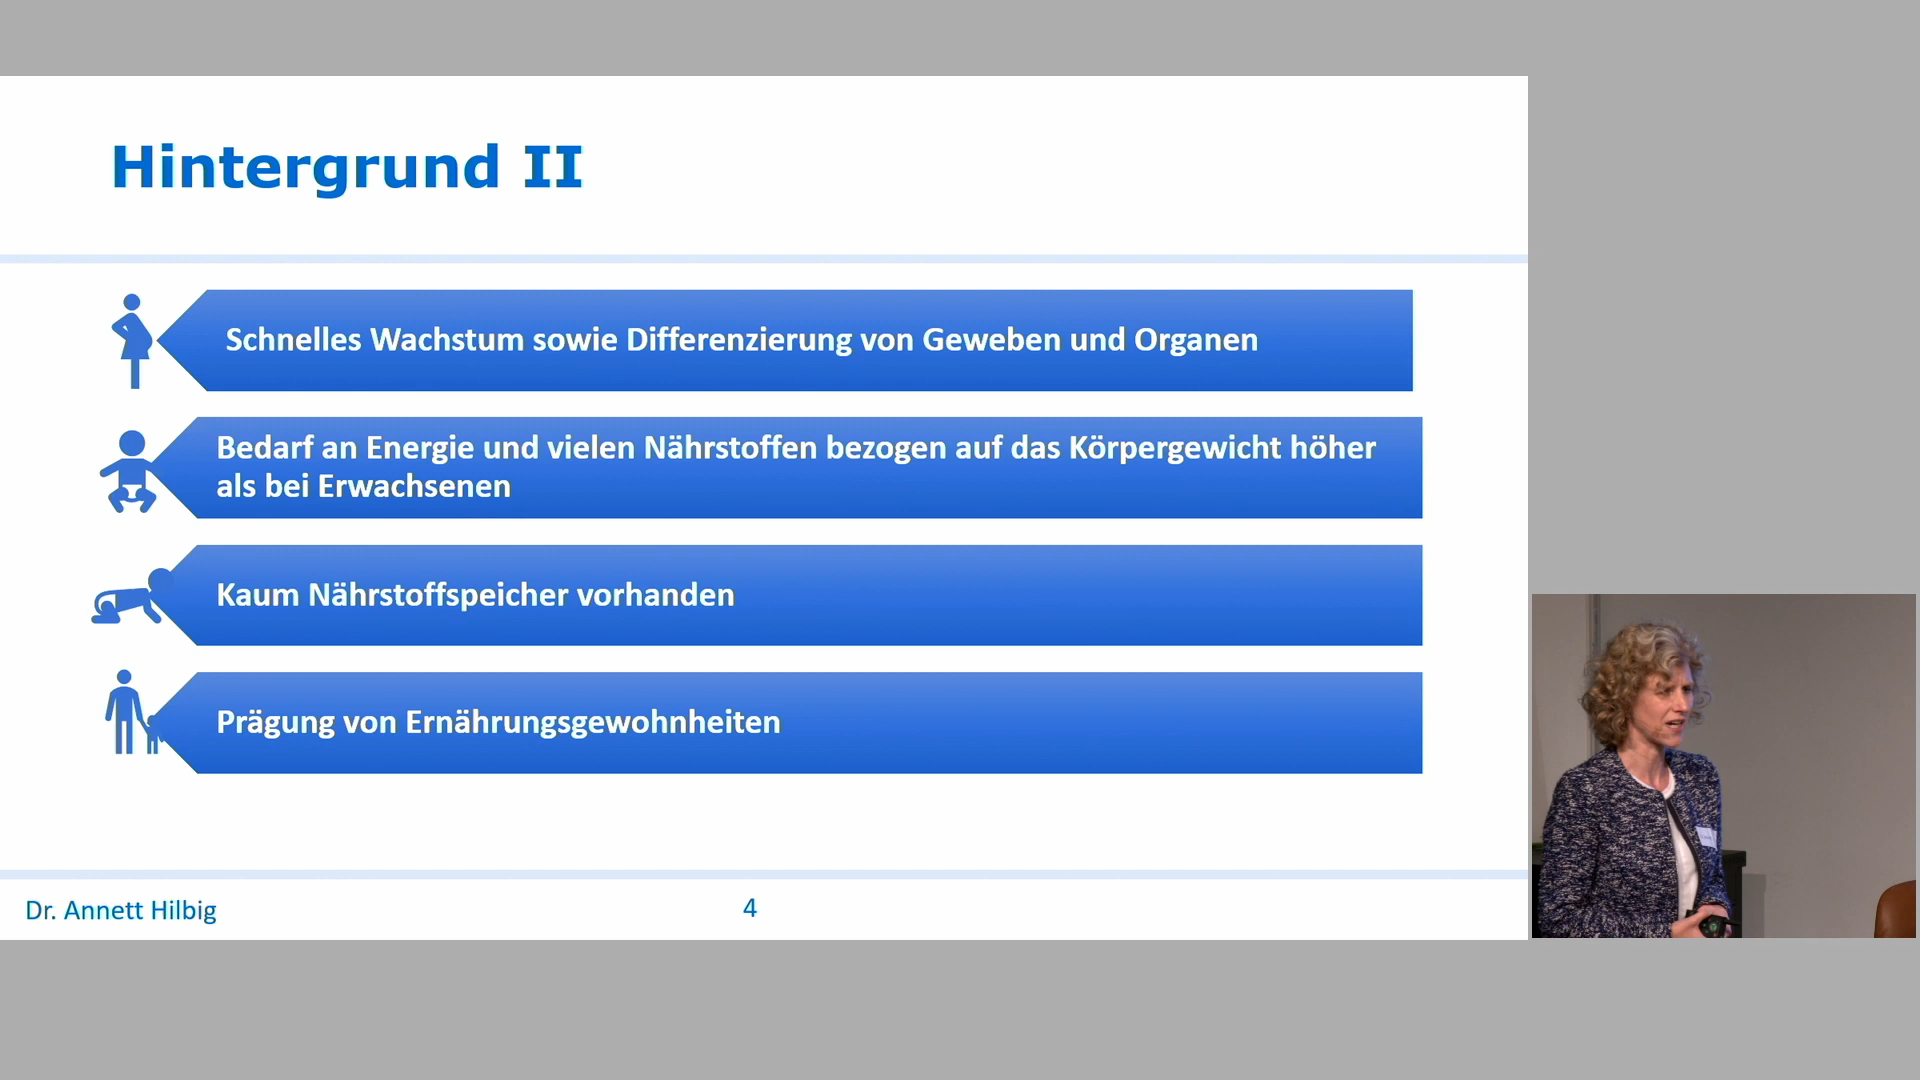 Hintergrund II
Schnelles Wachstum sowie Differenzierung von Geweben und Organen
Bedarf an Energie und vielen Nährstoffen bezogen auf das Körpergewicht höher
als bei Erwachsenen
Kaum Nährstoffspeicher vorhanden
Prägung von Ernährungsgewohnheiten
Dr. Annett Hilbig
4